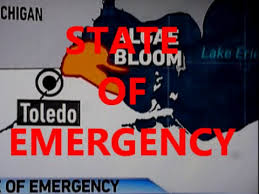 CHIGAN
ALGAE
BLOOM
Lake Erie
Toledo
STATE
OF
EMERGENCY
E OF EMERGENCY